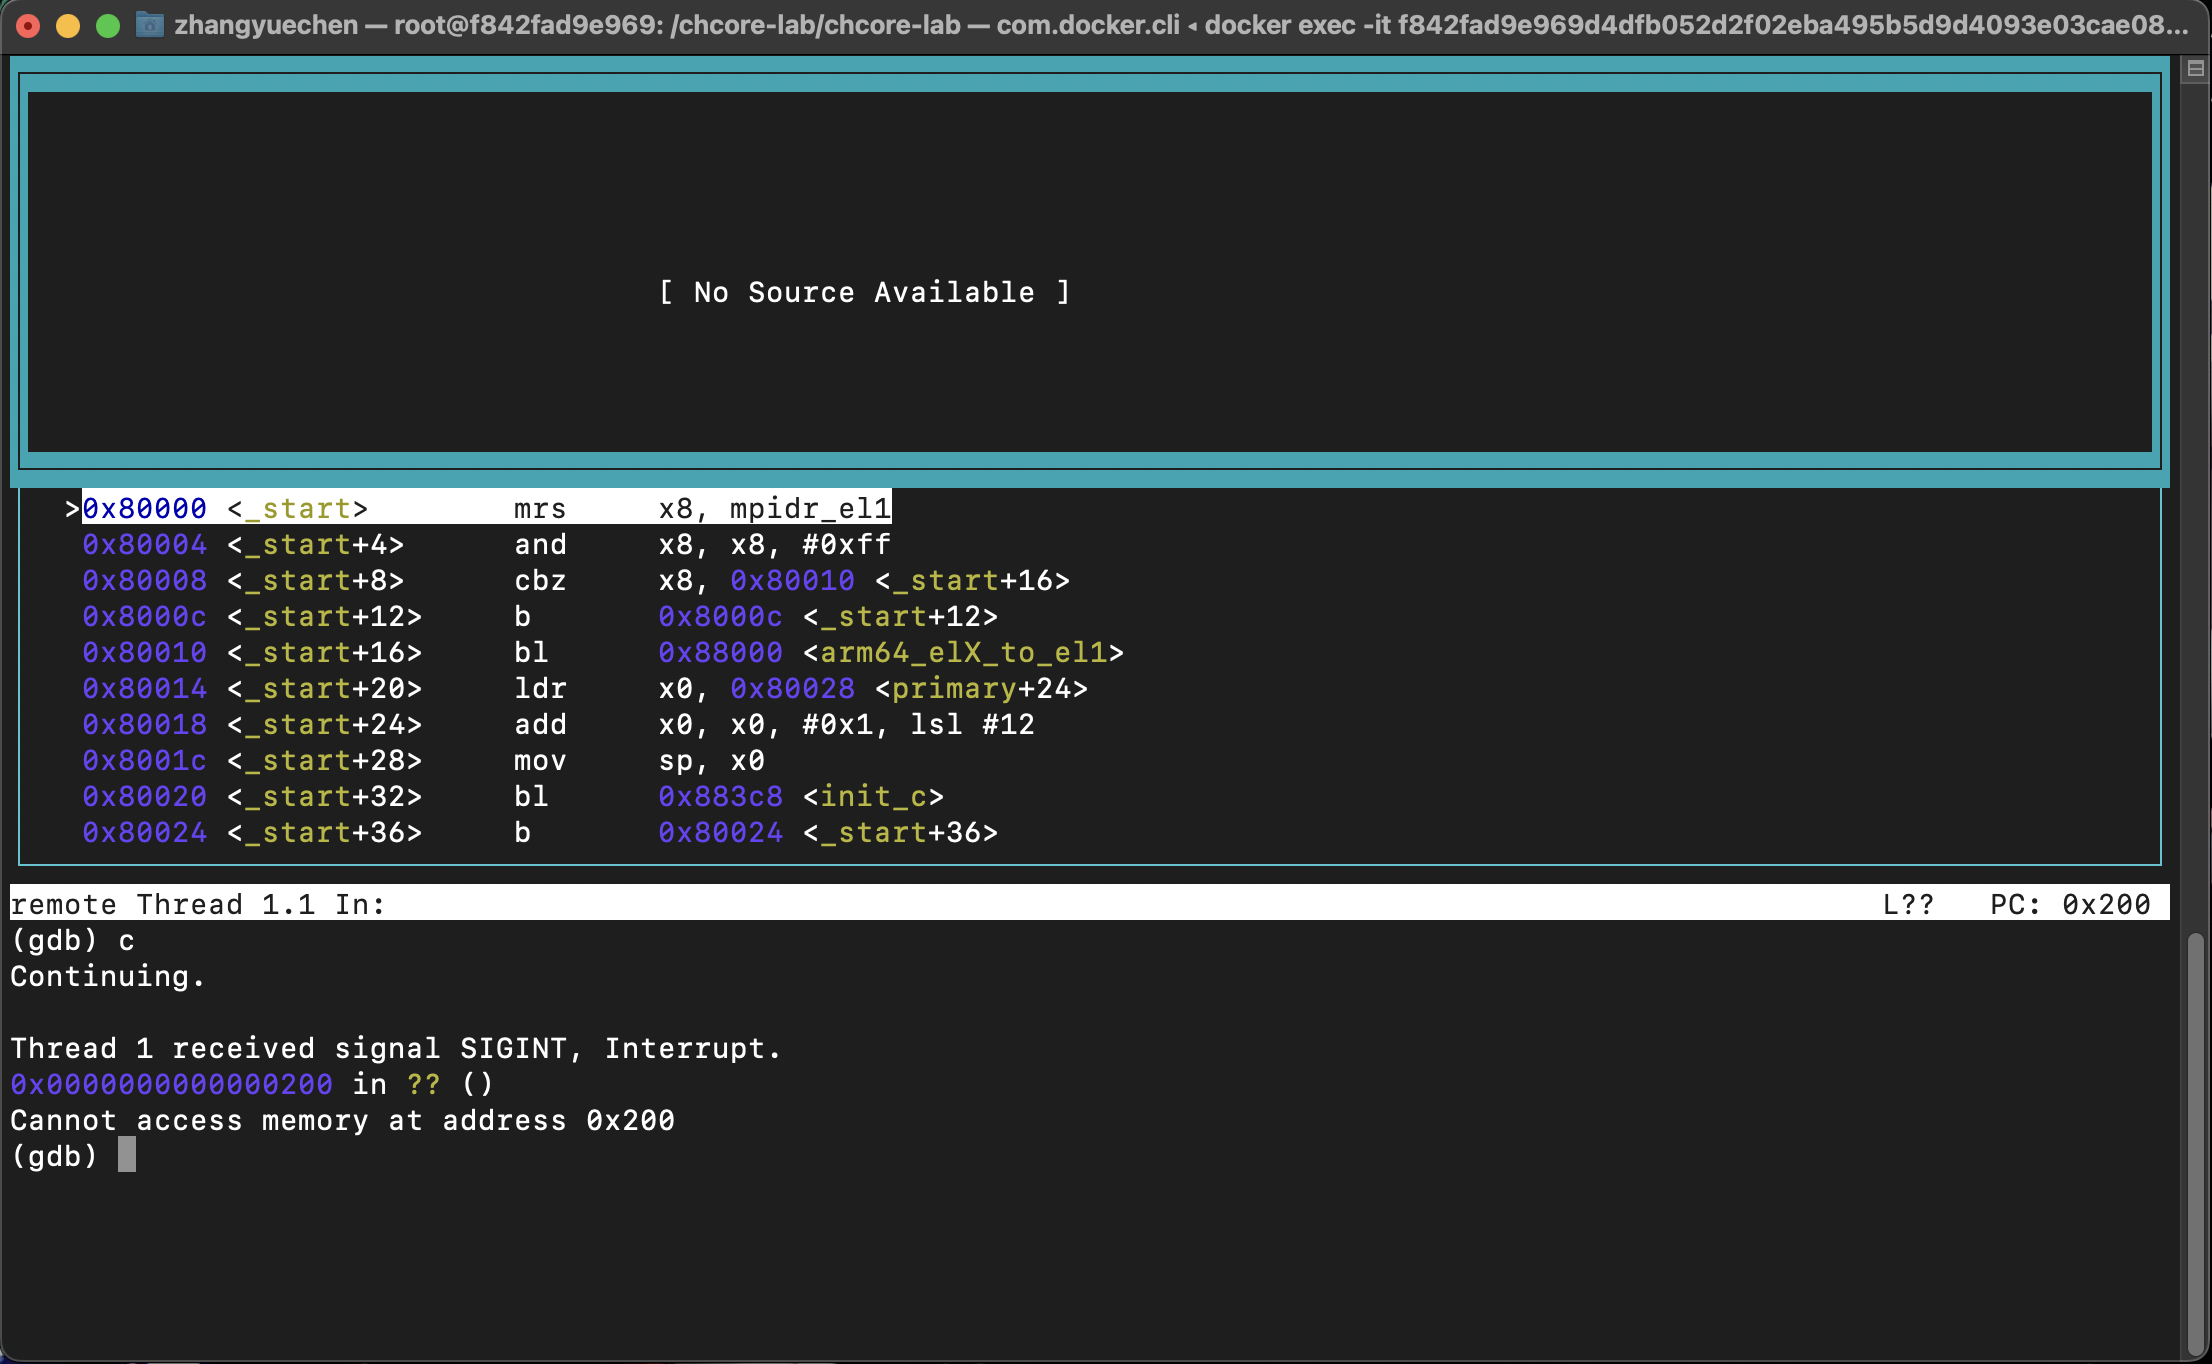 zhangyuechen — root@f842fad9e969: /chcore-lab/chcore-lab — com.docker.cli ◂ docker exec -it f842fad9e969d4dfb052d2f02eba495b5d9d4093e03cae08…
[ No Source Available ]
>0x80000 <_start> mrs x8, mpidr_el1
0x80004 <_start+4> and x8, x8, #0xff
0x80008 <_start+8> cbz x8, 0x80010 <_start+16>
0x8000c <_start+12> b 0x8000c <_start+12>
0x80010 <_start+16> bl 0x88000 <arm64_elX_to_el1>
0x80014 <_start+20> ldr x0, 0x80028 <primary+24>
0x80018 <_start+24> add x0, x0, #0x1, lsl #12
0x8001c <_start+28> mov sp, x0
0x80020 <_start+32> bl 0x883c8 <init_c>
0x80024 <_start+36> b 0x80024 <_start+36>
remote Thread 1.1 In: L?? PC: 0x200
(gdb) c
Continuing.
Thread 1 received signal SIGINT, Interrupt.
0x0000000000000200 in ?? ()
Cannot access memory at address 0x200
(gdb)